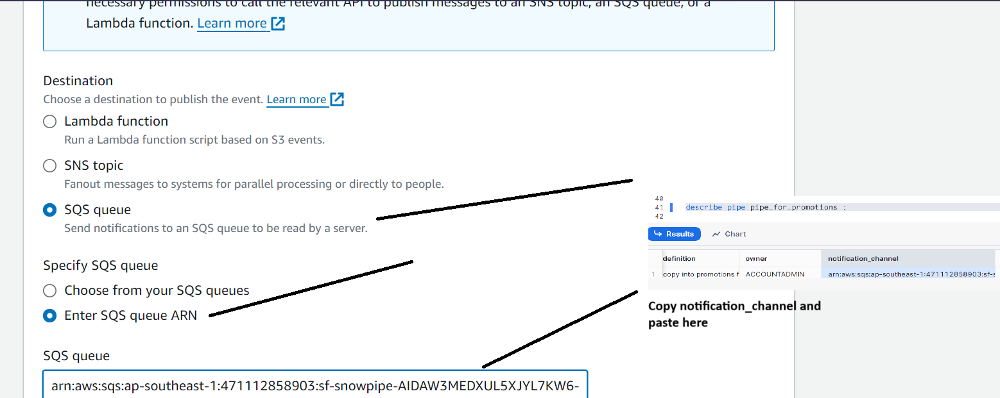 necessary permissions to call the relevant API to publish messages to an SNS topic, an SQS queue, or a
Lambda function. Learn more
Destination
Choose a destination to publish the event. Learn more
Lambda function
Run a Lambda function script based on S3 events.
SNS topic
Fanout messages to systems for parallel processing or directly to people.
SQS queue
Send notifications to an SQS queue to be read by a server.
Specify SQS queue
Choose from your SQS queues
Enter SQS queue ARN
SQS queue
arn:aws:sqs:ap-southeast-1:471112858903:sf-snowpipe-AIDAW3MEDXUL5XJYL7KW6-
40
41 describe pipe pipe_for_promotions ;
42
Results Chart
definition owner notification_channel
1 copy into promotions f ACCOUNTADMIN arn:aws:sqs:ap-southeast-1:471112858903:sf-s
Copy notification_channel and
paste here